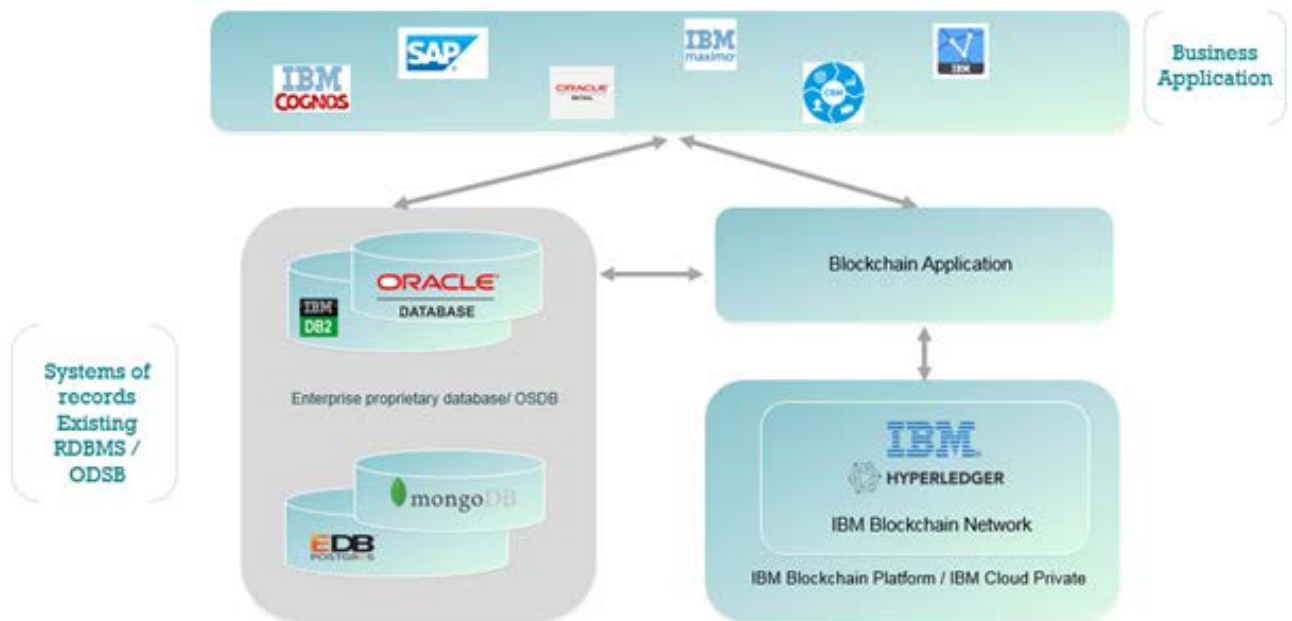 IBM
COGNOS
SAP
ORACLE
RETAIL
IBM
maximo
CRM
IBM
Business
Application
ORACLE
DATABASE
IBM
DB2
Enterprise proprietary database/ OSDB
mongoDB
EDB
POSTGRES
Systems of
records
Existing
RDBMS /
ODSB
Blockchain Application
IBM
HYPERLEDGER
IBM Blockchain Network
IBM Blockchain Platform / IBM Cloud Private